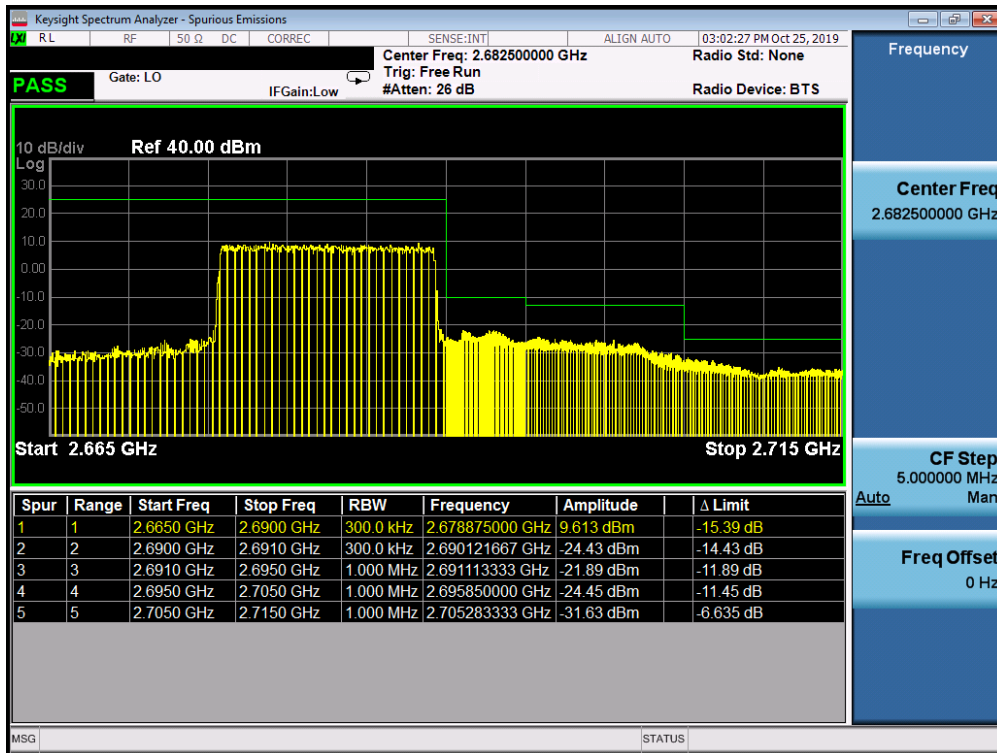 Keysight Spectrum Analyzer - Spurious Emissions
LXI RL RF 50 Ω DC CORREC SENSE:INT ALIGN AUTO 03:02:27 PM Oct 25, 2019
Center Freq: 2.682500000 GHz Radio Std: None
PASS Gate: LO Trig: Free Run
IFGain:Low #Atten: 26 dB Radio Device: BTS
10 dB/div Ref 40.00 dBm
Log
30.0
20.0
10.0
0.00
-10.0
-20.0
-30.0
-40.0
-50.0
Start 2.665 GHz Stop 2.715 GHz
Spur Range Start Freq Stop Freq RBW Frequency Amplitude Δ Limit
1 1 2.6650 GHz 2.6900 GHz 300.0 kHz 2.678875000 GHz 9.613 dBm -15.39 dB
2 2 2.6900 GHz 2.6910 GHz 300.0 kHz 2.690121667 GHz -24.43 dBm -14.43 dB
3 3 2.6910 GHz 2.6950 GHz 1.000 MHz 2.691113333 GHz -21.89 dBm -11.89 dB
4 4 2.6950 GHz 2.7050 GHz 1.000 MHz 2.695850000 GHz -24.45 dBm -11.45 dB
5 5 2.7050 GHz 2.7150 GHz 1.000 MHz 2.705283333 GHz -31.63 dBm -6.635 dB
MSG STATUS
Frequency
Center Freq
2.682500000 GHz
CF Step
5.000000 MHz
Auto Man
Freq Offset
0 Hz